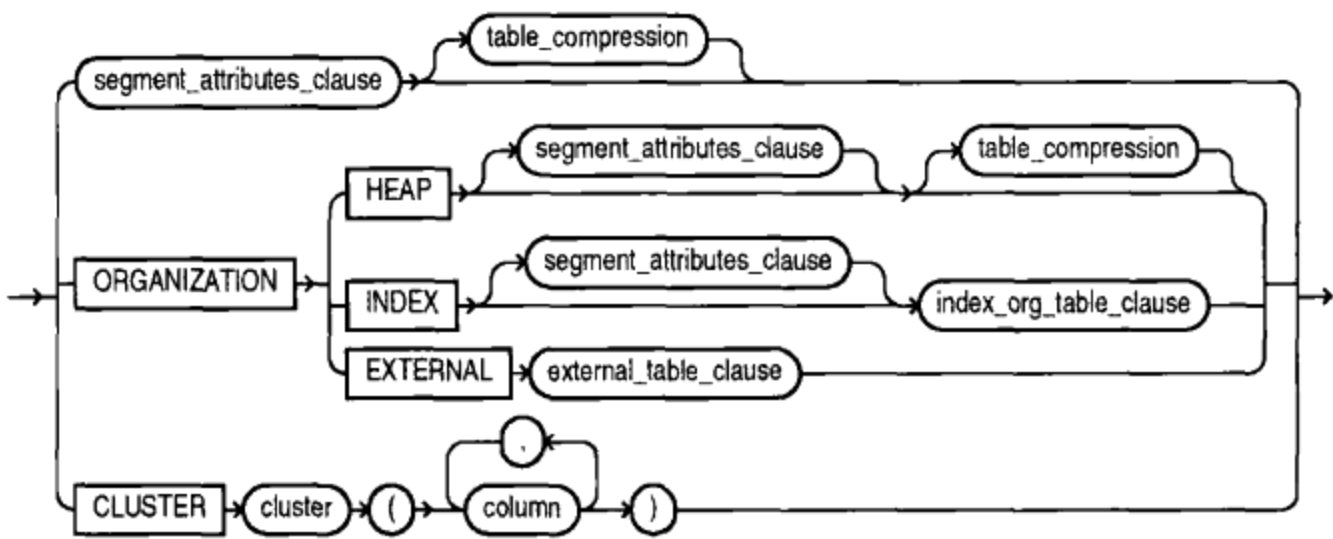 table_compression
segment_attributes_clause
segment_attributes_clause table_compression
HEAP
segment_attributes_clause
ORGANIZATION
INDEX index_org_table_clause
EXTERNAL external_table_clause
,
CLUSTER cluster ( column )